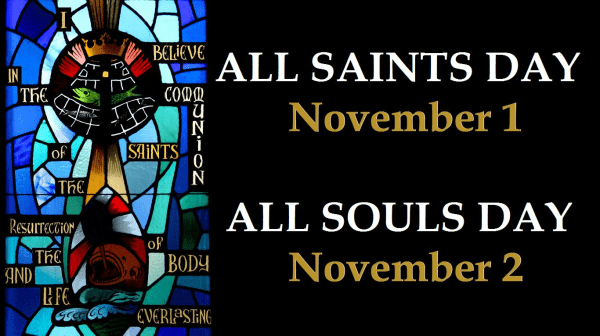 I
BELIEVE
IN
THE
COMMUNION
of
SAINTS
THE
Resurrection
THE
of
BODY
AND
LIFE
EVERLASTING
ALL SAINTS DAY
November 1
ALL SOULS DAY
November 2